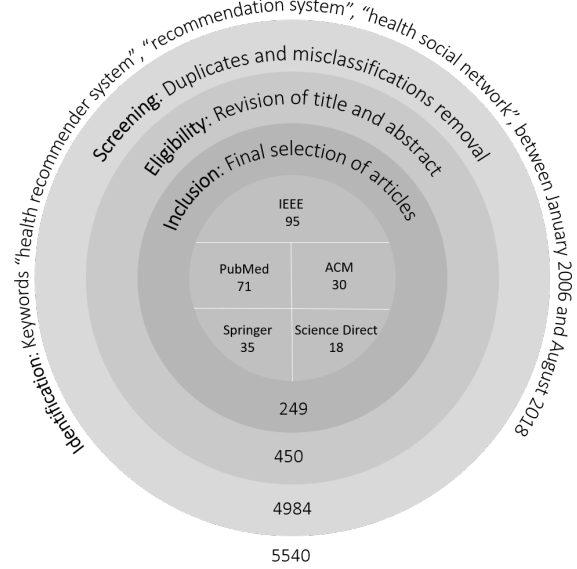 Identification: Keywords “health recommender system”, “recommendation system”, “health social network”, between January 2006 and August 2018
Screening: Duplicates and misclassifications removal
Eligibility: Revision of title and abstract
Inclusion: Final selection of articles
IEEE
95
PubMed
71
ACM
30
Springer
35
Science Direct
18
249
450
4984
5540